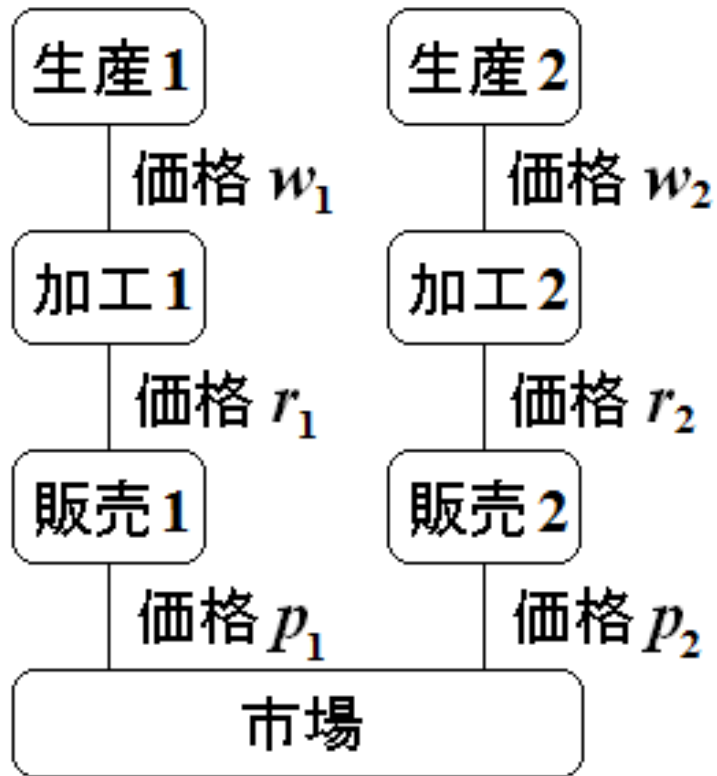 生産1 生産2
価格 w₁ 価格 w₂
加工1 加工2
価格 r₁ 価格 r₂
販売1 販売2
価格 p₁ 価格 p₂
市場